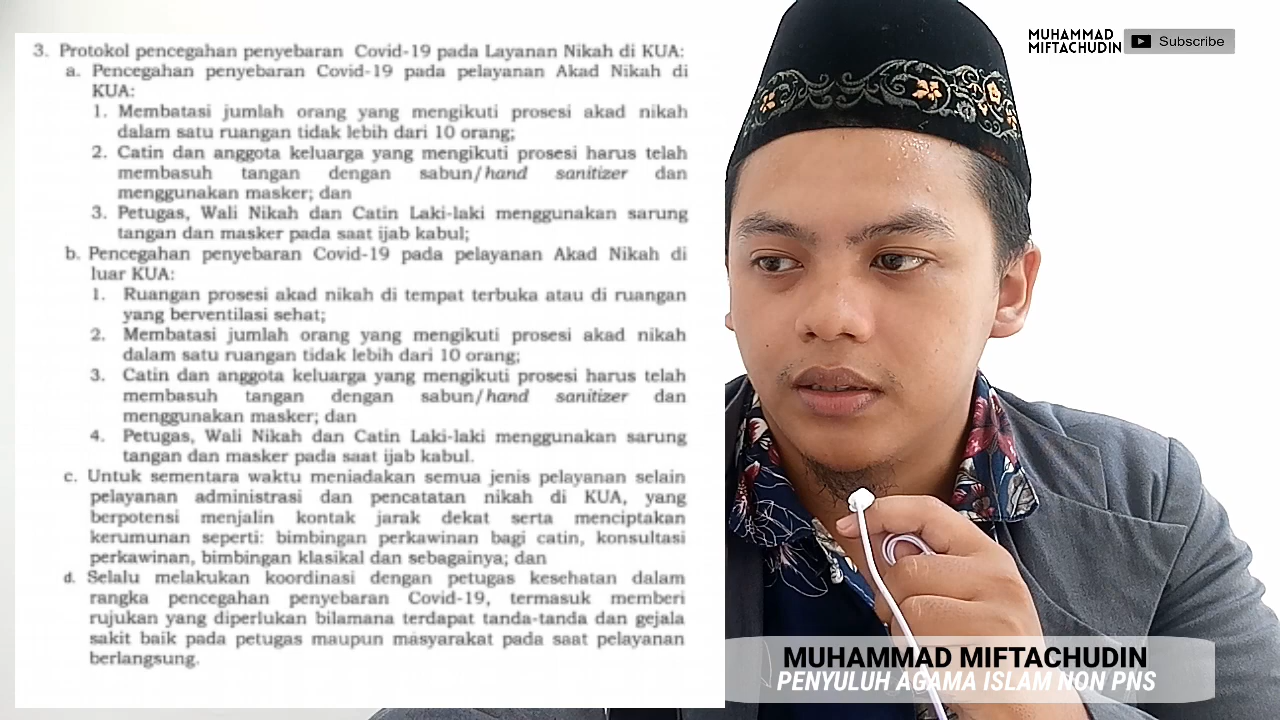 3. Protokol pencegahan penyebaran Covid-19 pada Layanan Nikah di KUA:
a. Pencegahan penyebaran Covid-19 pada pelayanan Akad Nikah di
KUA:
1. Membatasi jumlah orang yang mengikuti prosesi akad nikah
dalam satu ruangan tidak lebih dari 10 orang;
2. Catin dan anggota keluarga yang mengikuti prosesi harus telah
membasuh tangan dengan sabun/hand sanitizer dan
menggunakan masker; dan
3. Petugas, Wali Nikah dan Catin Laki-laki menggunakan sarung
tangan dan masker pada saat ijab kabul;
b. Pencegahan penyebaran Covid-19 pada pelayanan Akad Nikah di
luar KUA:
1. Ruangan prosesi akad nikah di tempat terbuka atau di ruangan
yang berventilasi sehat;
2. Membatasi jumlah orang yang mengikuti prosesi akad nikah
dalam satu ruangan tidak lebih dari 10 orang;
3. Catin dan anggota keluarga yang mengikuti prosesi harus telah
membasuh tangan dengan sabun/hand sanitizer dan
menggunakan masker; dan
4. Petugas, Wali Nikah dan Catin Laki-laki menggunakan sarung
tangan dan masker pada saat ijab kabul.
c. Untuk sementara waktu meniadakan semua jenis pelayanan selain
pelayanan administrasi dan pencatatan nikah di KUA, yang
berpotensi menjalin kontak jarak dekat serta menciptakan
kerumunan seperti: bimbingan perkawinan bagi catin, konsultasi
perkawinan, bimbingan klasikal dan sebagainya; dan
d. Selalu melakukan koordinasi dengan petugas kesehatan dalam
rangka pencegahan penyebaran Covid-19, termasuk memberi
rujukan yang diperlukan bilamana terdapat tanda-tanda dan gejala
sakit baik pada petugas maupun masyarakat pada saat pelayanan
berlangsung.
MUHAMMAD
MIFTACHUDIN
Subscribe
MUHAMMAD MIFTACHUDIN
PENYULUH AGAMA ISLAM NON PNS